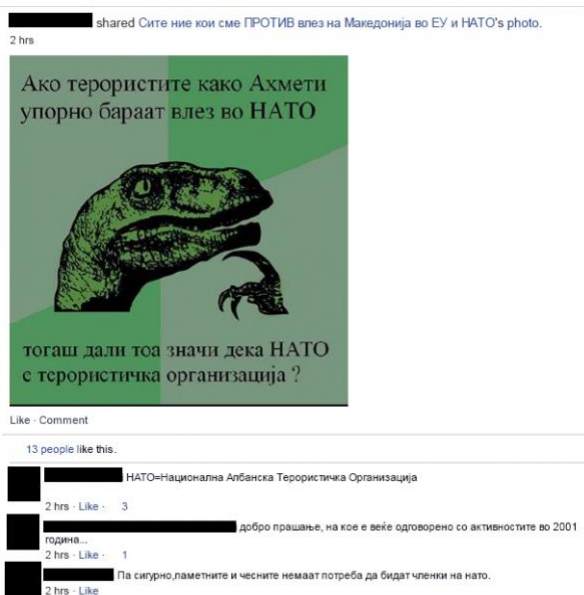 shared Сите ние кои сме ПРОТИВ влез на Македонија во ЕУ и НАТО's photo.
2 hrs
Ако терористите како Ахмети
упорно бараат влез во НАТО
тогаш дали тоа значи дека НАТО
е терористичка организација ?
Like · Comment
13 people like this.
НАТО=Национална Албанска Терористичка Организација
2 hrs · Like · 3
добро прашање, на кое е веќе одговорено со активностите во 2001
година...
2 hrs · Like · 1
Па сигурно,паметните и чесните немаат потреба да бидат членки на нато.
2 hrs · Like